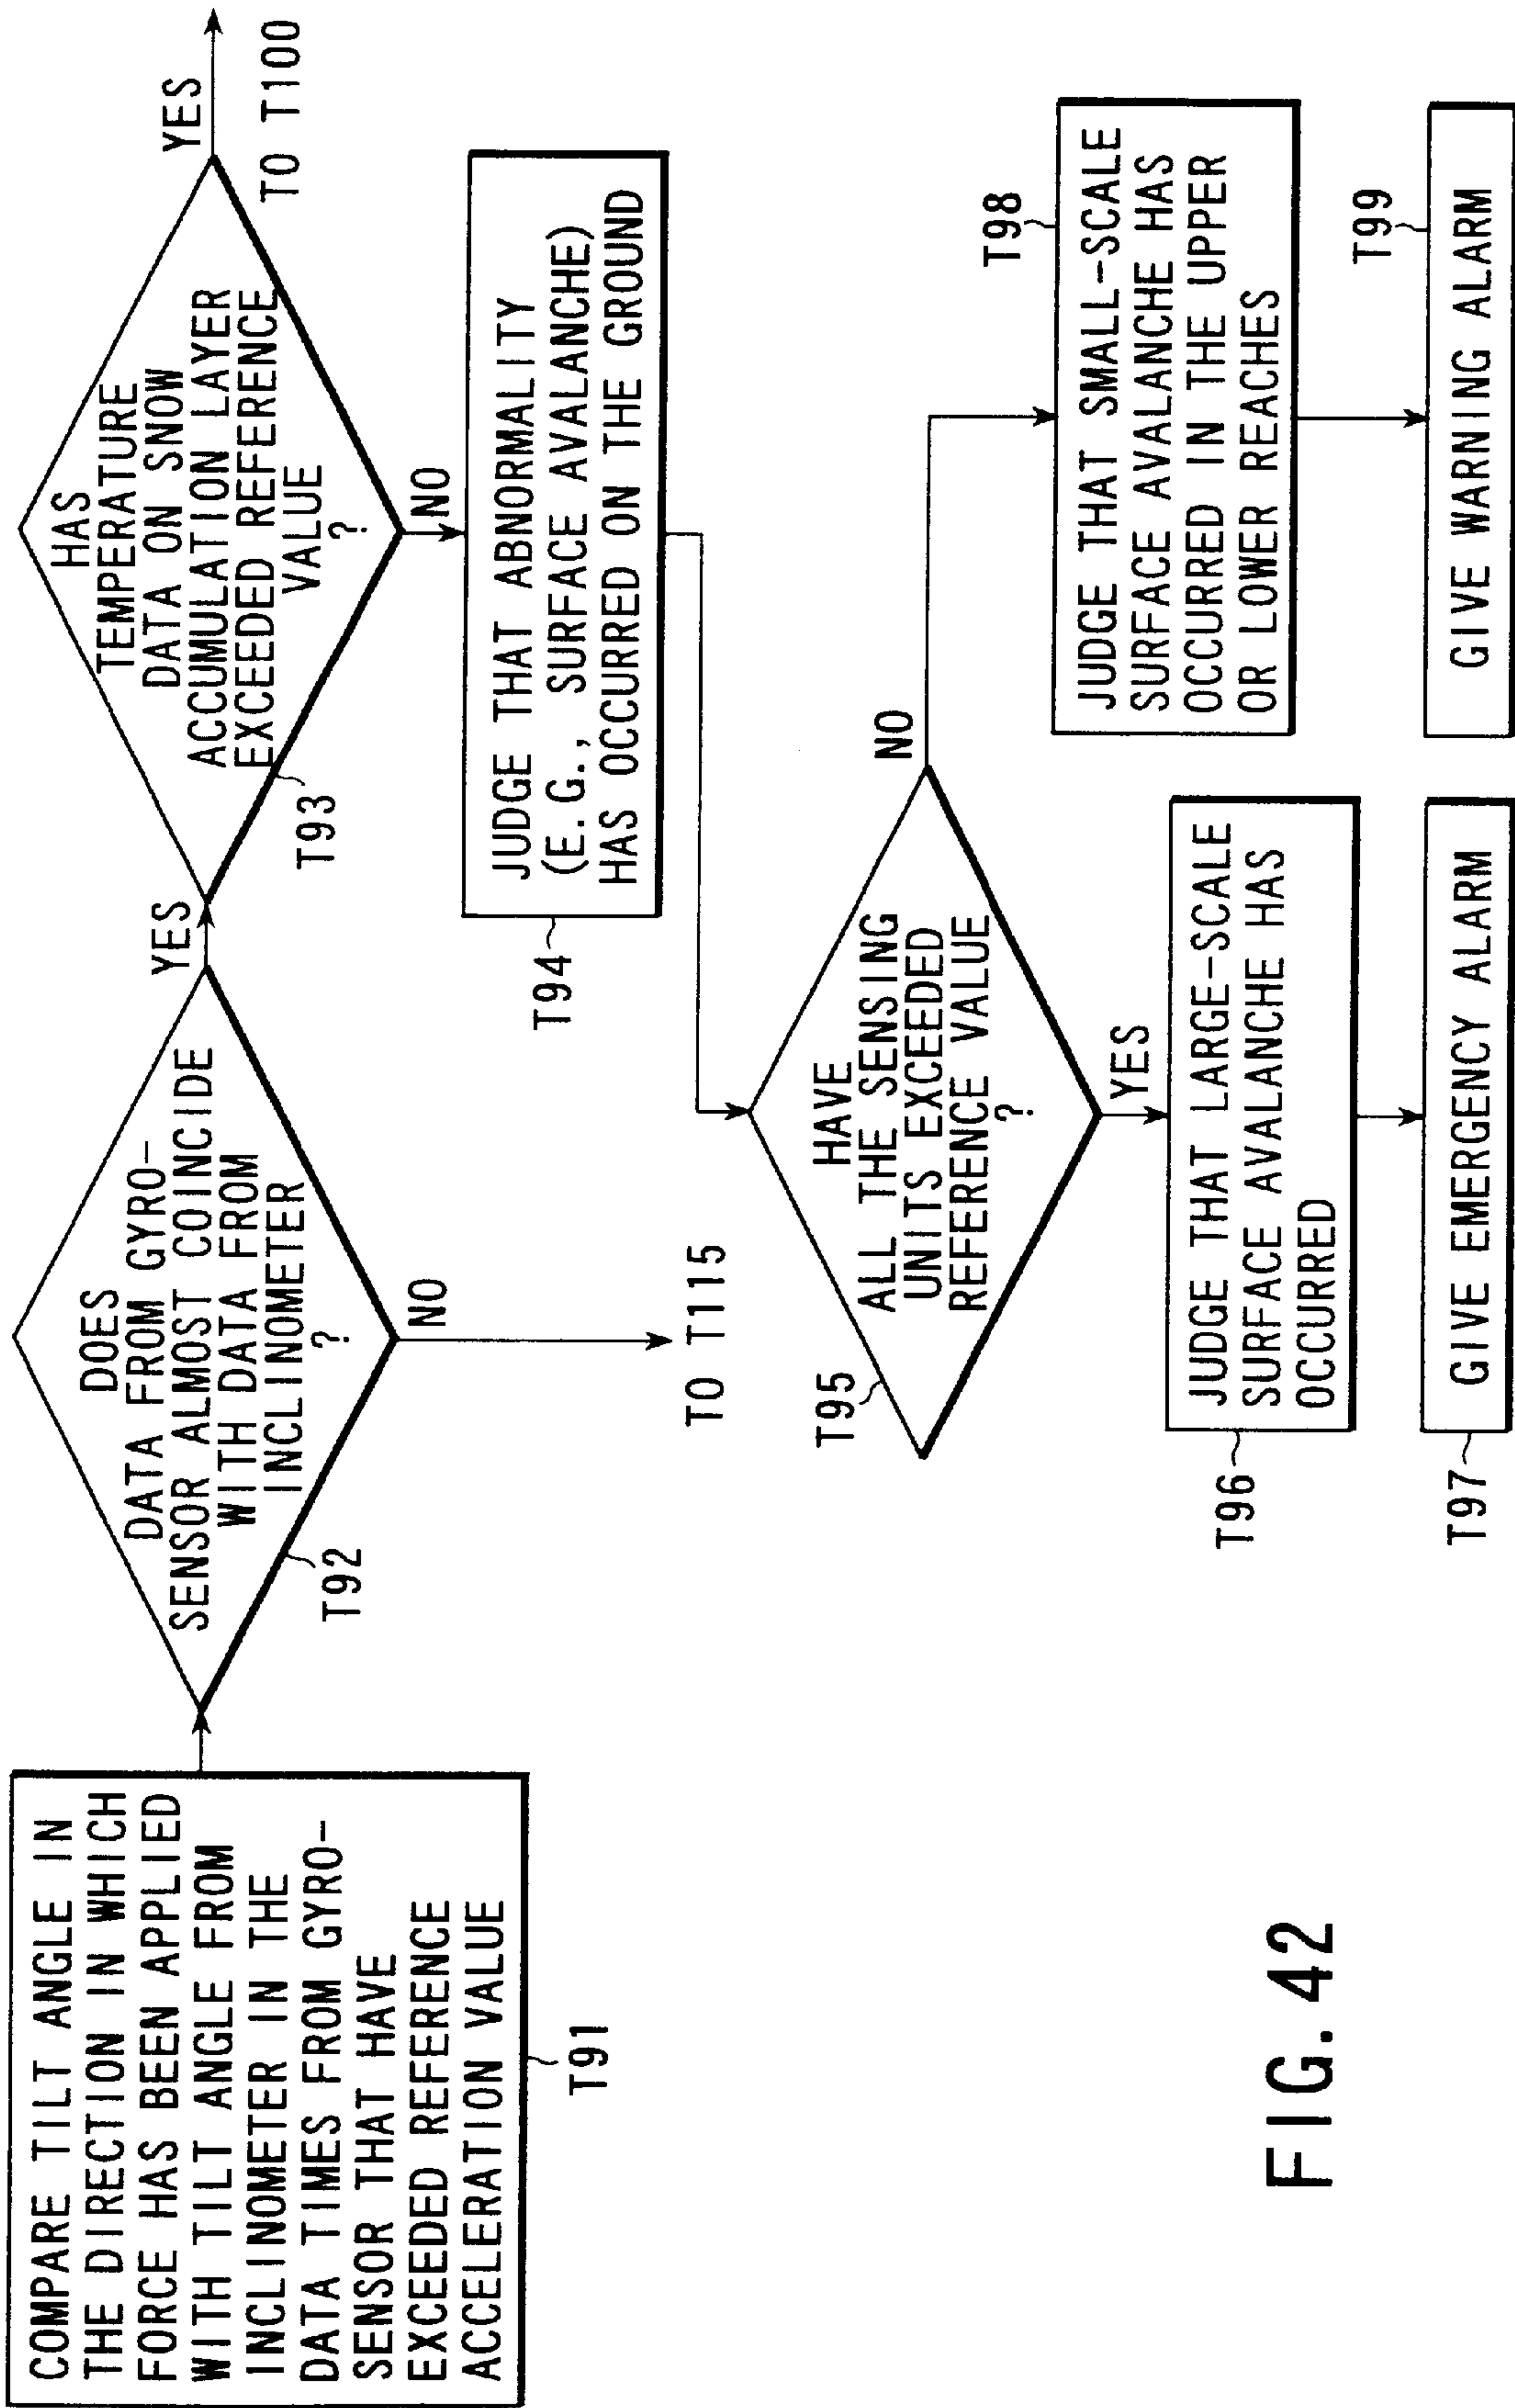 COMPARE TILT ANGLE IN
THE DIRECTION IN WHICH
FORCE HAS BEEN APPLIED
WITH TILT ANGLE FROM
INCLINOMETER IN THE
DATA TIMES FROM GYRO-
SENSOR THAT HAVE
EXCEEDED REFERENCE
ACCELERATION VALUE
T91
DOES
DATA FROM GYRO-
SENSOR ALMOST COINCIDE
WITH DATA FROM
INCLINOMETER
?
T92
YES
NO
TO T115
HAS
TEMPERATURE
DATA ON SNOW
ACCUMULATION LAYER
EXCEEDED REFERENCE
VALUE
?
T93
YES
TO T100
NO
JUDGE THAT ABNORMALITY
(E.G., SURFACE AVALANCHE)
HAS OCCURRED ON THE GROUND
T94
HAVE
ALL THE SENSING
UNITS EXCEEDED
REFERENCE VALUE
?
T95
YES
NO
JUDGE THAT LARGE-SCALE
SURFACE AVALANCHE HAS
OCCURRED
T96
GIVE EMERGENCY ALARM
T97
JUDGE THAT SMALL-SCALE
SURFACE AVALANCHE HAS
OCCURRED IN THE UPPER
OR LOWER REACHES
T98
GIVE WARNING ALARM
T99
FIG. 42